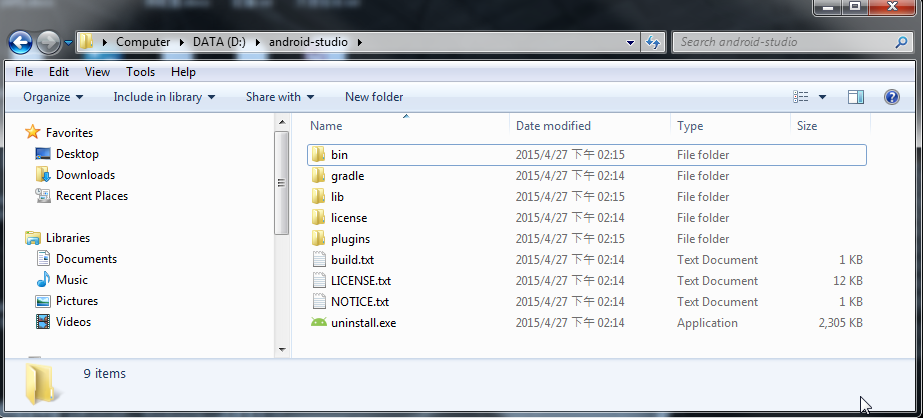 Computer ▸ DATA (D:) ▸ android-studio ▸ Search android-studio
File Edit View Tools Help
Organize Include in library Share with New folder
Name Date modified Type Size
Favorites
Desktop
Downloads
Recent Places
Libraries
Documents
Music
Pictures
Videos
bin 2015/4/27 下午 02:15 File folder
gradle 2015/4/27 下午 02:14 File folder
lib 2015/4/27 下午 02:15 File folder
license 2015/4/27 下午 02:14 File folder
plugins 2015/4/27 下午 02:15 File folder
build.txt 2015/4/27 下午 02:14 Text Document 1 KB
LICENSE.txt 2015/4/27 下午 02:14 Text Document 12 KB
NOTICE.txt 2015/4/27 下午 02:14 Text Document 1 KB
uninstall.exe 2015/4/27 下午 02:14 Application 2,305 KB
9 items